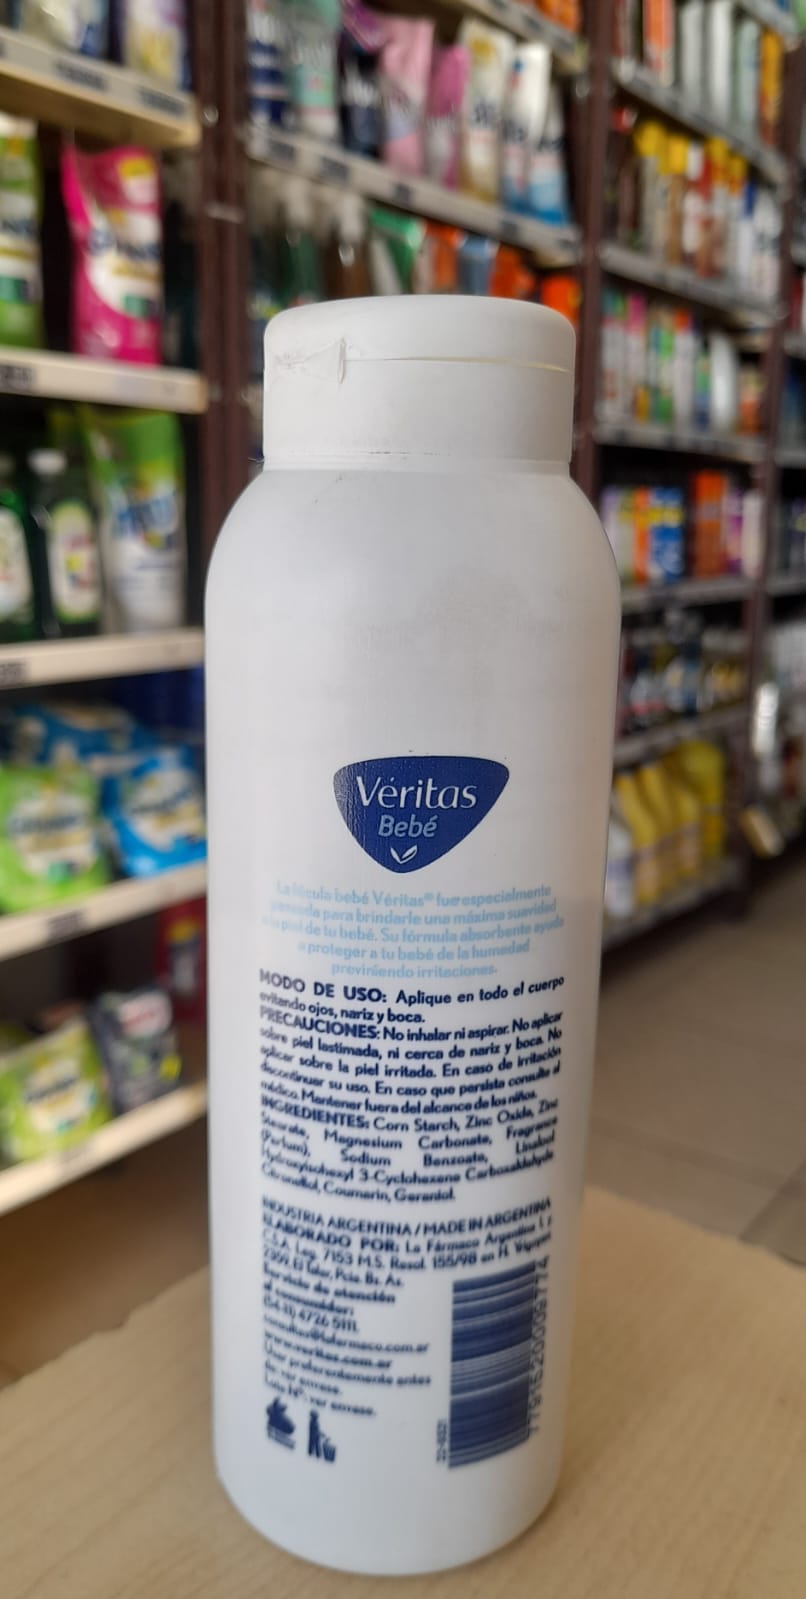 Véritas
Bebé
La fécula bebé Véritas® fue especialmente
pensada para brindarle una máxima suavidad
a la piel de tu bebé. Su fórmula absorbente ayuda
a proteger a tu bebé de la humedad
previniendo irritaciones.
MODO DE USO: Aplique en todo el cuerpo
evitando ojos, nariz y boca.
PRECAUCIONES: No inhalar ni aspirar. No aplicar
sobre piel lastimada, ni cerca de nariz y boca. No
aplicar sobre la piel irritada. En caso de irritación
discontinuar su uso. En caso que persista consulte al
médico. Mantener fuera del alcance de los niños.
INGREDIENTES: Corn Starch, Zinc Oxide, Zinc
Stearate, Magnesium Carbonate, Fragrance
(Parfum), Sodium Benzoate, Linalool
Hydroxyisohexyl 3-Cyclohexene Carboxaldehyde
Citronellol, Coumarin, Geraniol.
INDUSTRIA ARGENTINA / MADE IN ARGENTINA
ELABORADO POR: La Fármaco Argentina I. y
C.S.A. Leg. 7153 M.S. Resol. 155/98 en H. Yrigoyen
2359, El Talar, Pcia. Bs. As.
Servicio de atención
al consumidor:
(54-11) 4726 5111.
consultas@lafarmaco.com.ar
www.veritas.com.ar
Usar preferentemente antes
de: ver envase.
Lote N°: ver envase.
7791520009774